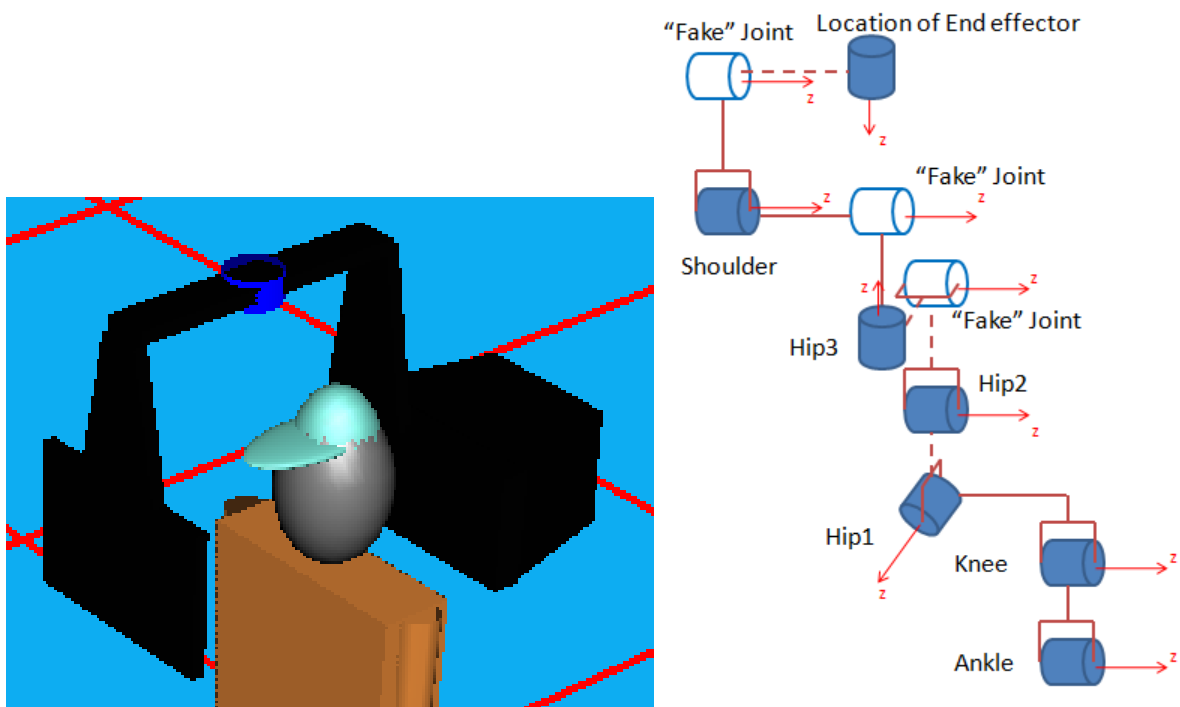 “Fake” Joint
Location of End effector
z
z
“Fake” Joint
z
z
Shoulder
z
z
“Fake” Joint
Hip3
Hip2
z
Hip1
z
Knee
z
Ankle
z